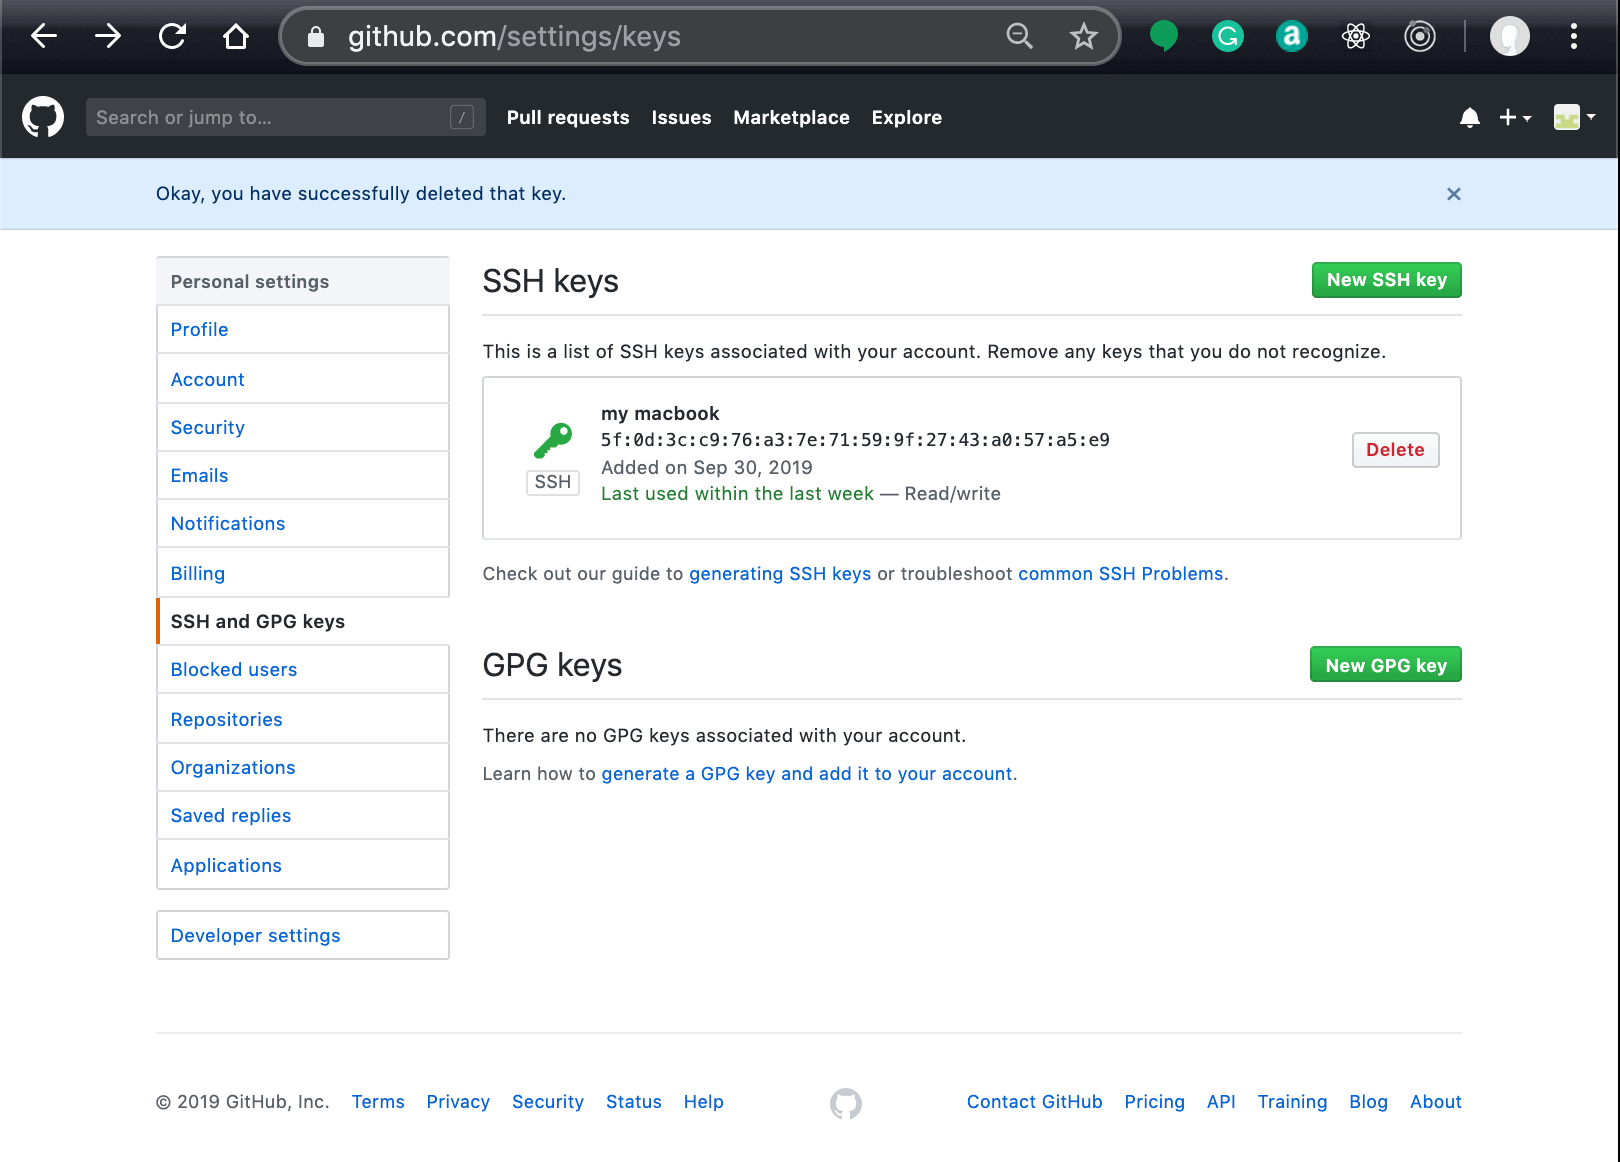 github.com/settings/keys
Search or jump to... /
Pull requests Issues Marketplace Explore
Okay, you have successfully deleted that key.
Personal settings
Profile
Account
Security
Emails
Notifications
Billing
SSH and GPG keys
Blocked users
Repositories
Organizations
Saved replies
Applications
Developer settings
SSH keys
New SSH key
This is a list of SSH keys associated with your account. Remove any keys that you do not recognize.
my macbook
5f:0d:3c:c9:76:a3:7e:71:59:9f:27:43:a0:57:a5:e9
Added on Sep 30, 2019
Last used within the last week — Read/write
SSH
Delete
Check out our guide to generating SSH keys or troubleshoot common SSH Problems.
GPG keys
New GPG key
There are no GPG keys associated with your account.
Learn how to generate a GPG key and add it to your account.
© 2019 GitHub, Inc. Terms Privacy Security Status Help
Contact GitHub Pricing API Training Blog About